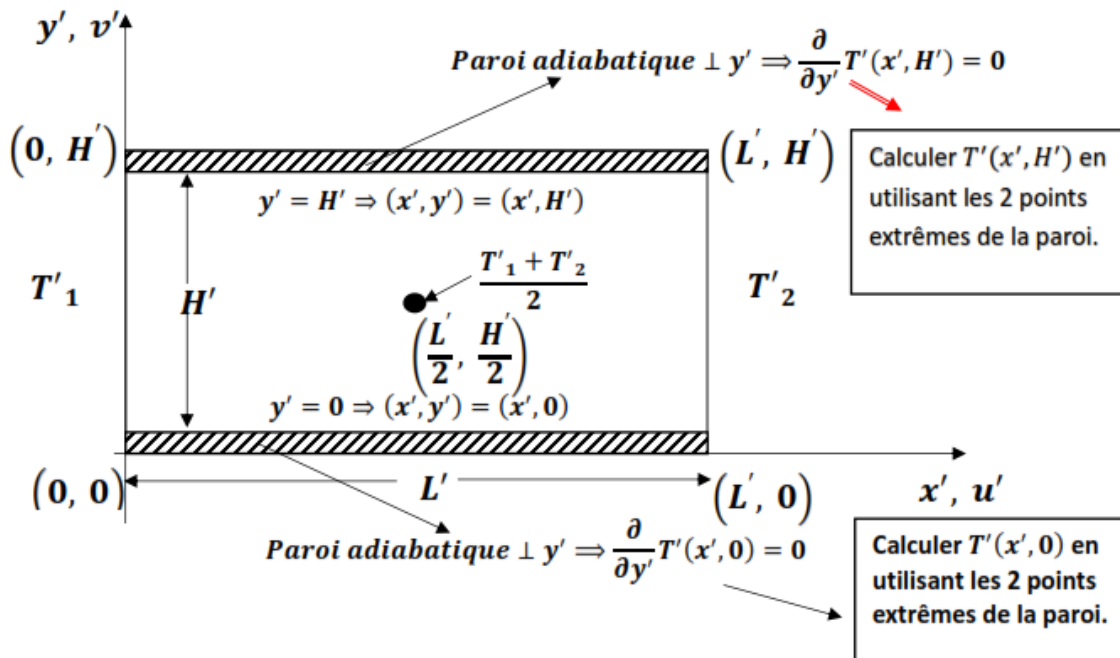 y′, v′
Paroi adiabatique ⊥ y′ ⟹ ∂/∂y′ T′(x′, H′) = 0
(0, H′)
(L′, H′)
Calculer T′(x′, H′) en
utilisant les 2 points
extrêmes de la paroi.
y′ = H′ ⇒ (x′, y′) = (x′, H′)
T′₁
H′
(T′₁ + T′₂)/2
T′₂
(L′/2, H′/2)
y′ = 0 ⇒ (x′, y′) = (x′, 0)
(0, 0)
L′
(L′, 0)
x′, u′
Paroi adiabatique ⊥ y′ ⟹ ∂/∂y′ T′(x′, 0) = 0
Calculer T′(x′, 0) en
utilisant les 2 points
extrêmes de la paroi.